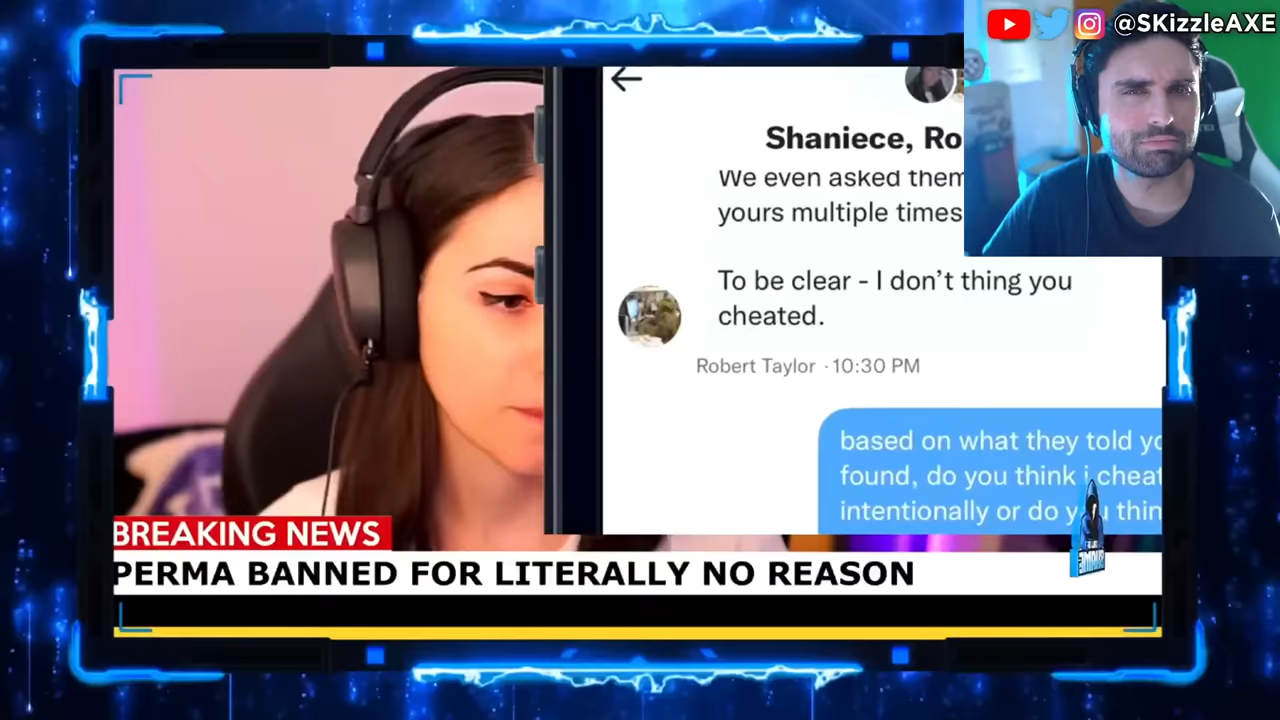 @SKizzleAXE
Shaniece, Ro
We even asked them
yours multiple times
To be clear - I don’t thing you
cheated.
Robert Taylor · 10:30 PM
based on what they told yo
found, do you think i cheat
intentionally or do you thin
BREAKING NEWS
PERMA BANNED FOR LITERALLY NO REASON